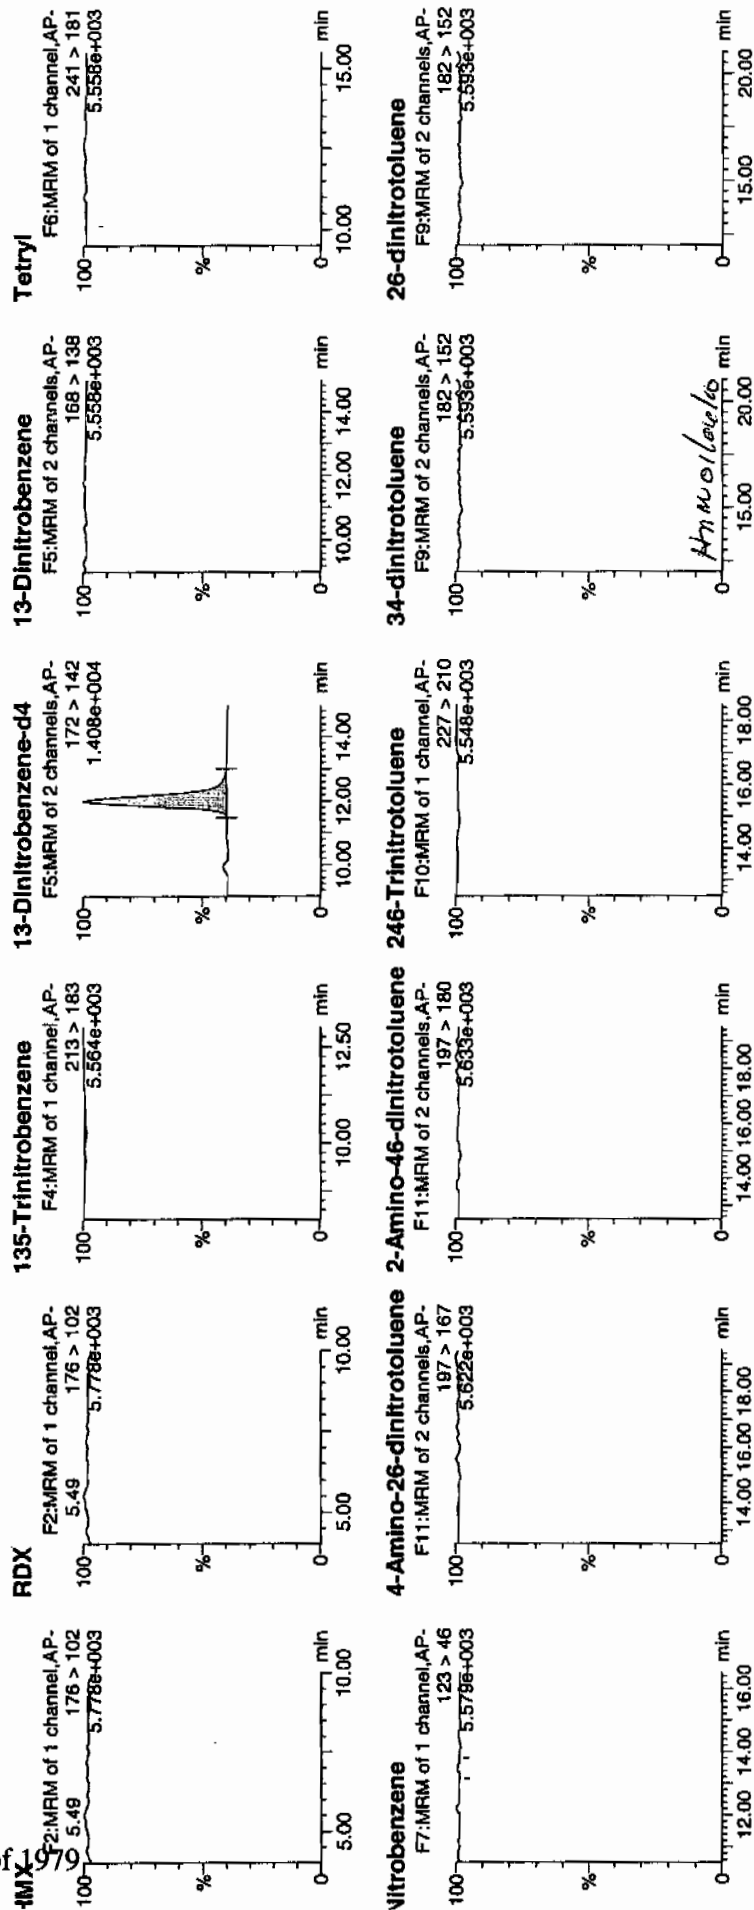 HMX
F2:MRM of 1 channel,AP-
5.49
176 > 102
5.778e+003
100
%
0
5.00
10.00
min
RDX
F2:MRM of 1 channel,AP-
5.49
176 > 102
5.778e+003
100
%
0
5.00
10.00
min
135-Trinitrobenzene
F4:MRM of 1 channel,AP-
213 > 183
5.564e+003
100
%
0
10.00
12.50
min
13-Dinitrobenzene-d4
F5:MRM of 2 channels,AP-
172 > 142
1.408e+004
100
%
0
10.00
12.00
14.00
min
13-Dinitrobenzene
F5:MRM of 2 channels,AP-
168 > 138
5.558e+003
100
%
0
10.00
12.00
14.00
min
Tetryl
F6:MRM of 1 channel,AP-
241 > 181
5.558e+003
100
%
0
10.00
15.00
min
Nitrobenzene
F7:MRM of 1 channel,AP-
123 > 46
5.579e+003
100
%
0
12.00
14.00
16.00
min
4-Amino-26-dinitrotoluene
F11:MRM of 2 channels,AP-
197 > 167
5.622e+003
100
%
0
14.00
16.00
18.00
min
2-Amino-46-dinitrotoluene
F11:MRM of 2 channels,AP-
197 > 180
5.633e+003
100
%
0
14.00
16.00
18.00
min
246-Trinitrotoluene
F10:MRM of 1 channel,AP-
227 > 210
5.548e+003
100
%
0
14.00
16.00
18.00
min
34-dinitrotoluene
F9:MRM of 2 channels,AP-
182 > 152
5.593e+003
100
%
0
15.00
20.00
min
26-dinitrotoluene
F9:MRM of 2 channels,AP-
182 > 152
5.593e+003
100
%
0
15.00
20.00
min
of 1979